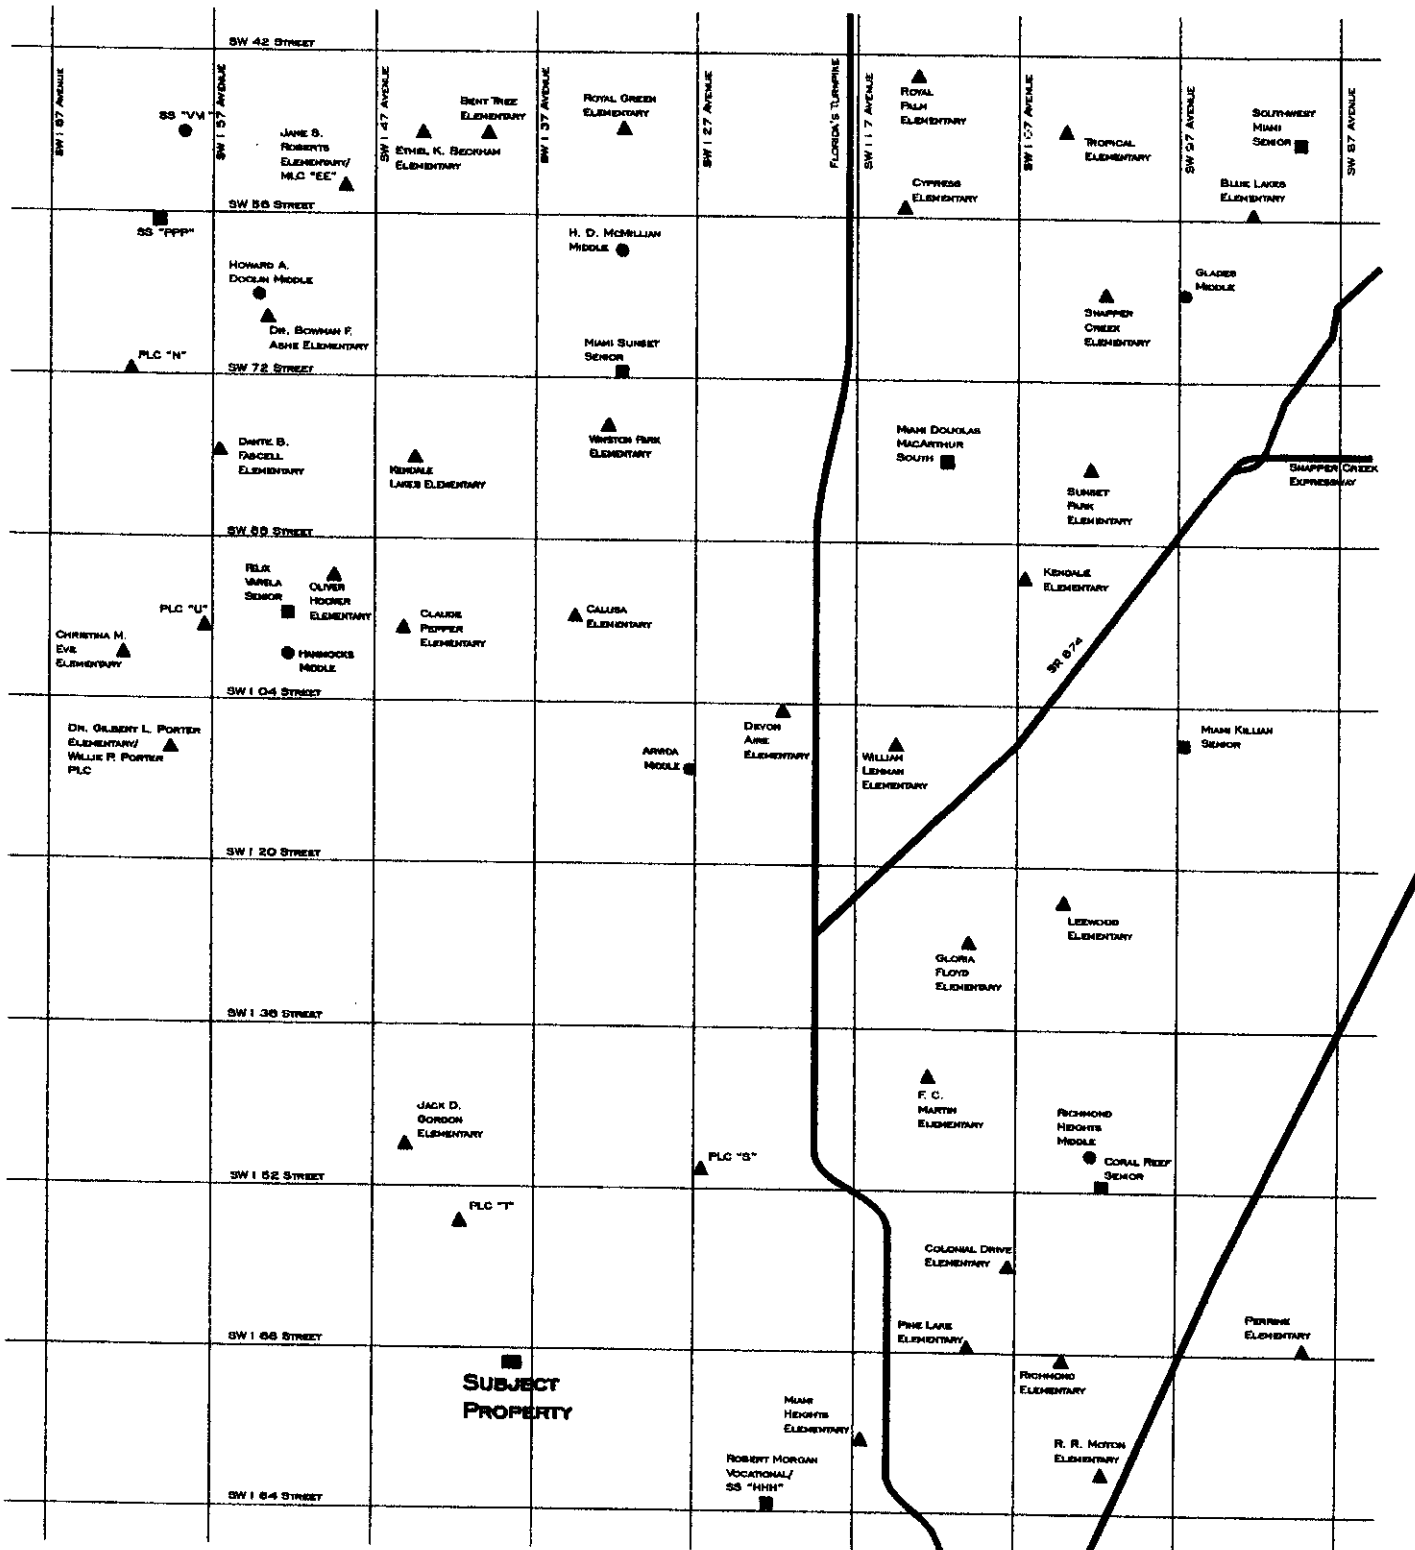 SW 42 STREET
SW 167 AVENUE
SW 157 AVENUE
SW 147 AVENUE
SW 137 AVENUE
SW 127 AVENUE
FLORIDA'S TURNPIKE
SW 117 AVENUE
SW 107 AVENUE
SW 97 AVENUE
SW 87 AVENUE
SS "VV1"
JANE S.
ROBERTS
ELEMENTARY/
MLC "EE"
BENT TREE
ELEMENTARY
ETHEL K. BECKHAM
ELEMENTARY
ROYAL GREEN
ELEMENTARY
ROYAL
PALM
ELEMENTARY
TROPICAL
ELEMENTARY
SOUTHWEST
MIAMI
SENIOR
CYPRESS
ELEMENTARY
BLUE LAKES
ELEMENTARY
SW 56 STREET
SS "PPP"
H. D. MCMILLIAN
MIDDLE
HOWARD A.
DOOLIN MIDDLE
DR. BOWMAN F.
ASHE ELEMENTARY
GLADES
MIDDLE
SNAPPER
CREEK
ELEMENTARY
MIAMI SUNSET
SENIOR
PLC "N"
SW 72 STREET
DANTE B.
FASCELL
ELEMENTARY
KENDALE
LAKES ELEMENTARY
WINSTON PARK
ELEMENTARY
MIAMI DOUGLAS
MACARTHUR
SOUTH
SUNSET
PARK
ELEMENTARY
SNAPPER CREEK
EXPRESSWAY
SW 88 STREET
FELIX
VARELA
SENIOR
OLIVER
HOOVER
ELEMENTARY
PLC "U"
CLAUDE
PEPPER
ELEMENTARY
CALUSA
ELEMENTARY
KENDALE
ELEMENTARY
CHRISTINA M.
EVE
ELEMENTARY
HAMMOCKS
MIDDLE
SR 874
SW 104 STREET
DR. GILBERT L. PORTER
ELEMENTARY/
WILLIE P. PORTER
PLC
ARVIDA
MIDDLE
DEVON
AIRE
ELEMENTARY
WILLIAM
LEHMAN
ELEMENTARY
MIAMI KILLIAN
SENIOR
SW 120 STREET
LEEWOOD
ELEMENTARY
GLORIA
FLOYD
ELEMENTARY
SW 136 STREET
JACK D.
GORDON
ELEMENTARY
F. C.
MARTIN
ELEMENTARY
RICHMOND
HEIGHTS
MIDDLE
PLC "S"
CORAL REEF
SENIOR
SW 152 STREET
PLC "T"
COLONIAL DRIVE
ELEMENTARY
PINE LAKE
ELEMENTARY
PERRINE
ELEMENTARY
SW 168 STREET
SUBJECT
PROPERTY
RICHMOND
ELEMENTARY
MIAMI
HEIGHTS
ELEMENTARY
R. R. MOTON
ELEMENTARY
ROBERT MORGAN
VOCATIONAL/
SS "HHH"
SW 184 STREET